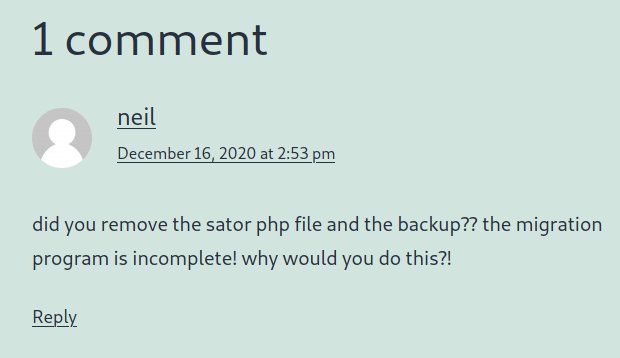 1 comment
neil
December 16, 2020 at 2:53 pm
did you remove the sator php file and the backup?? the migration
program is incomplete! why would you do this?!
Reply